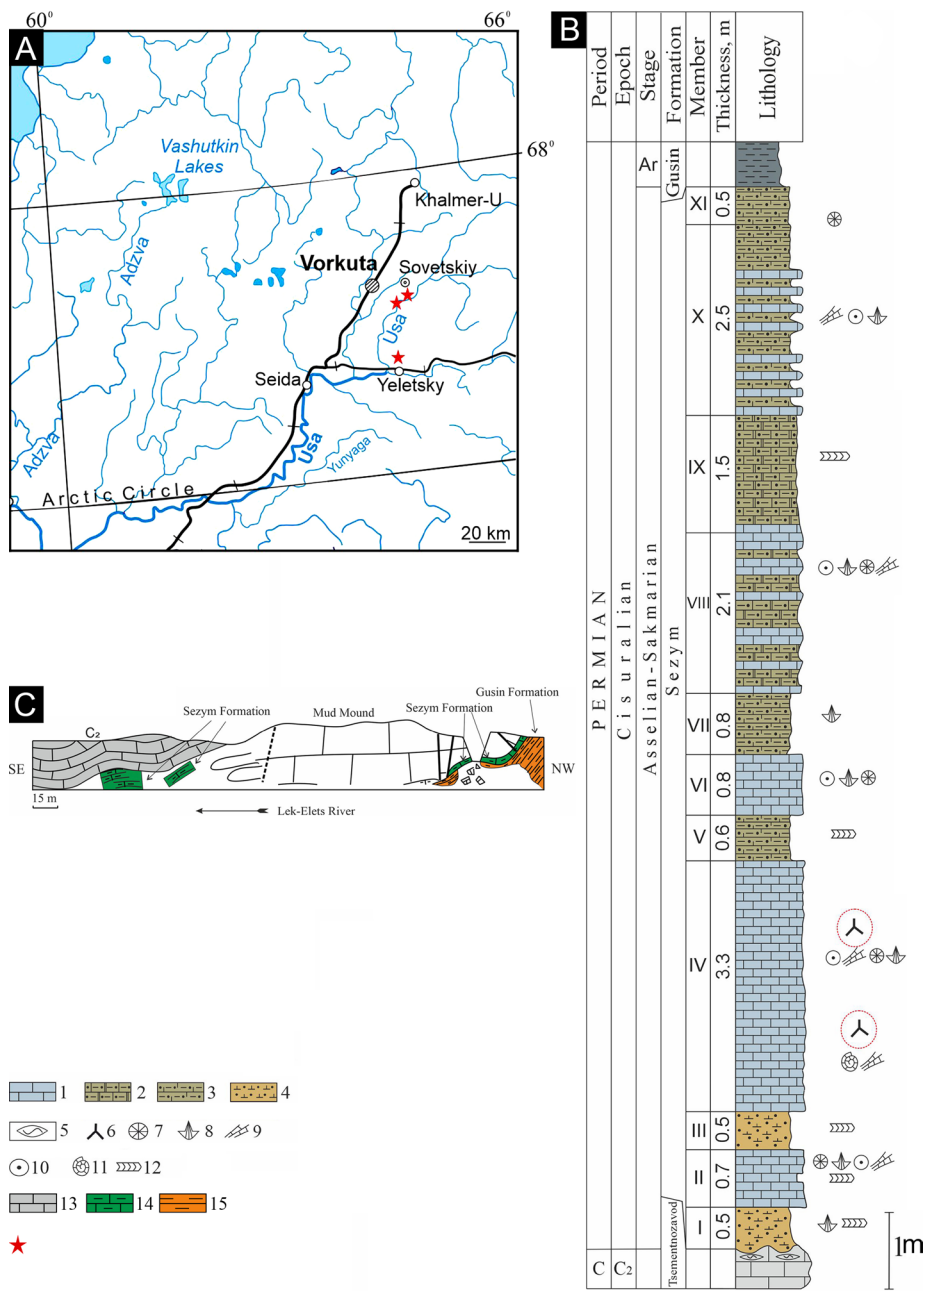 60⁰
66⁰
A
68⁰
Vashutkin
Lakes
Khalmer-U
Adzva
Vorkuta
Sovetskiy
Usa
Seida
Yeletsky
Adzva
Usa
Yunyaga
Arctic Circle
20 km
B
Period
Epoch
Stage
Formation
Member
Thickness, m
Lithology
Ar
Gusin
XI
0.5
X
2.5
IX
1.5
VIII
2.1
VII
0.8
VI
0.8
V
0.6
IV
3.3
III
0.5
II
0.7
I
0.5
PERMIAN
Cisuralian
Asselian-Sakmarian
Sezym
Tsementnozavod
C
C₂
1m
C
Gusin Formation
Sezym Formation
Sezym Formation
Mud Mound
C₂
SE
NW
15 m
Lek-Elets River
1
2
3
4
5
6
7
8
9
10
11
12
13
14
15